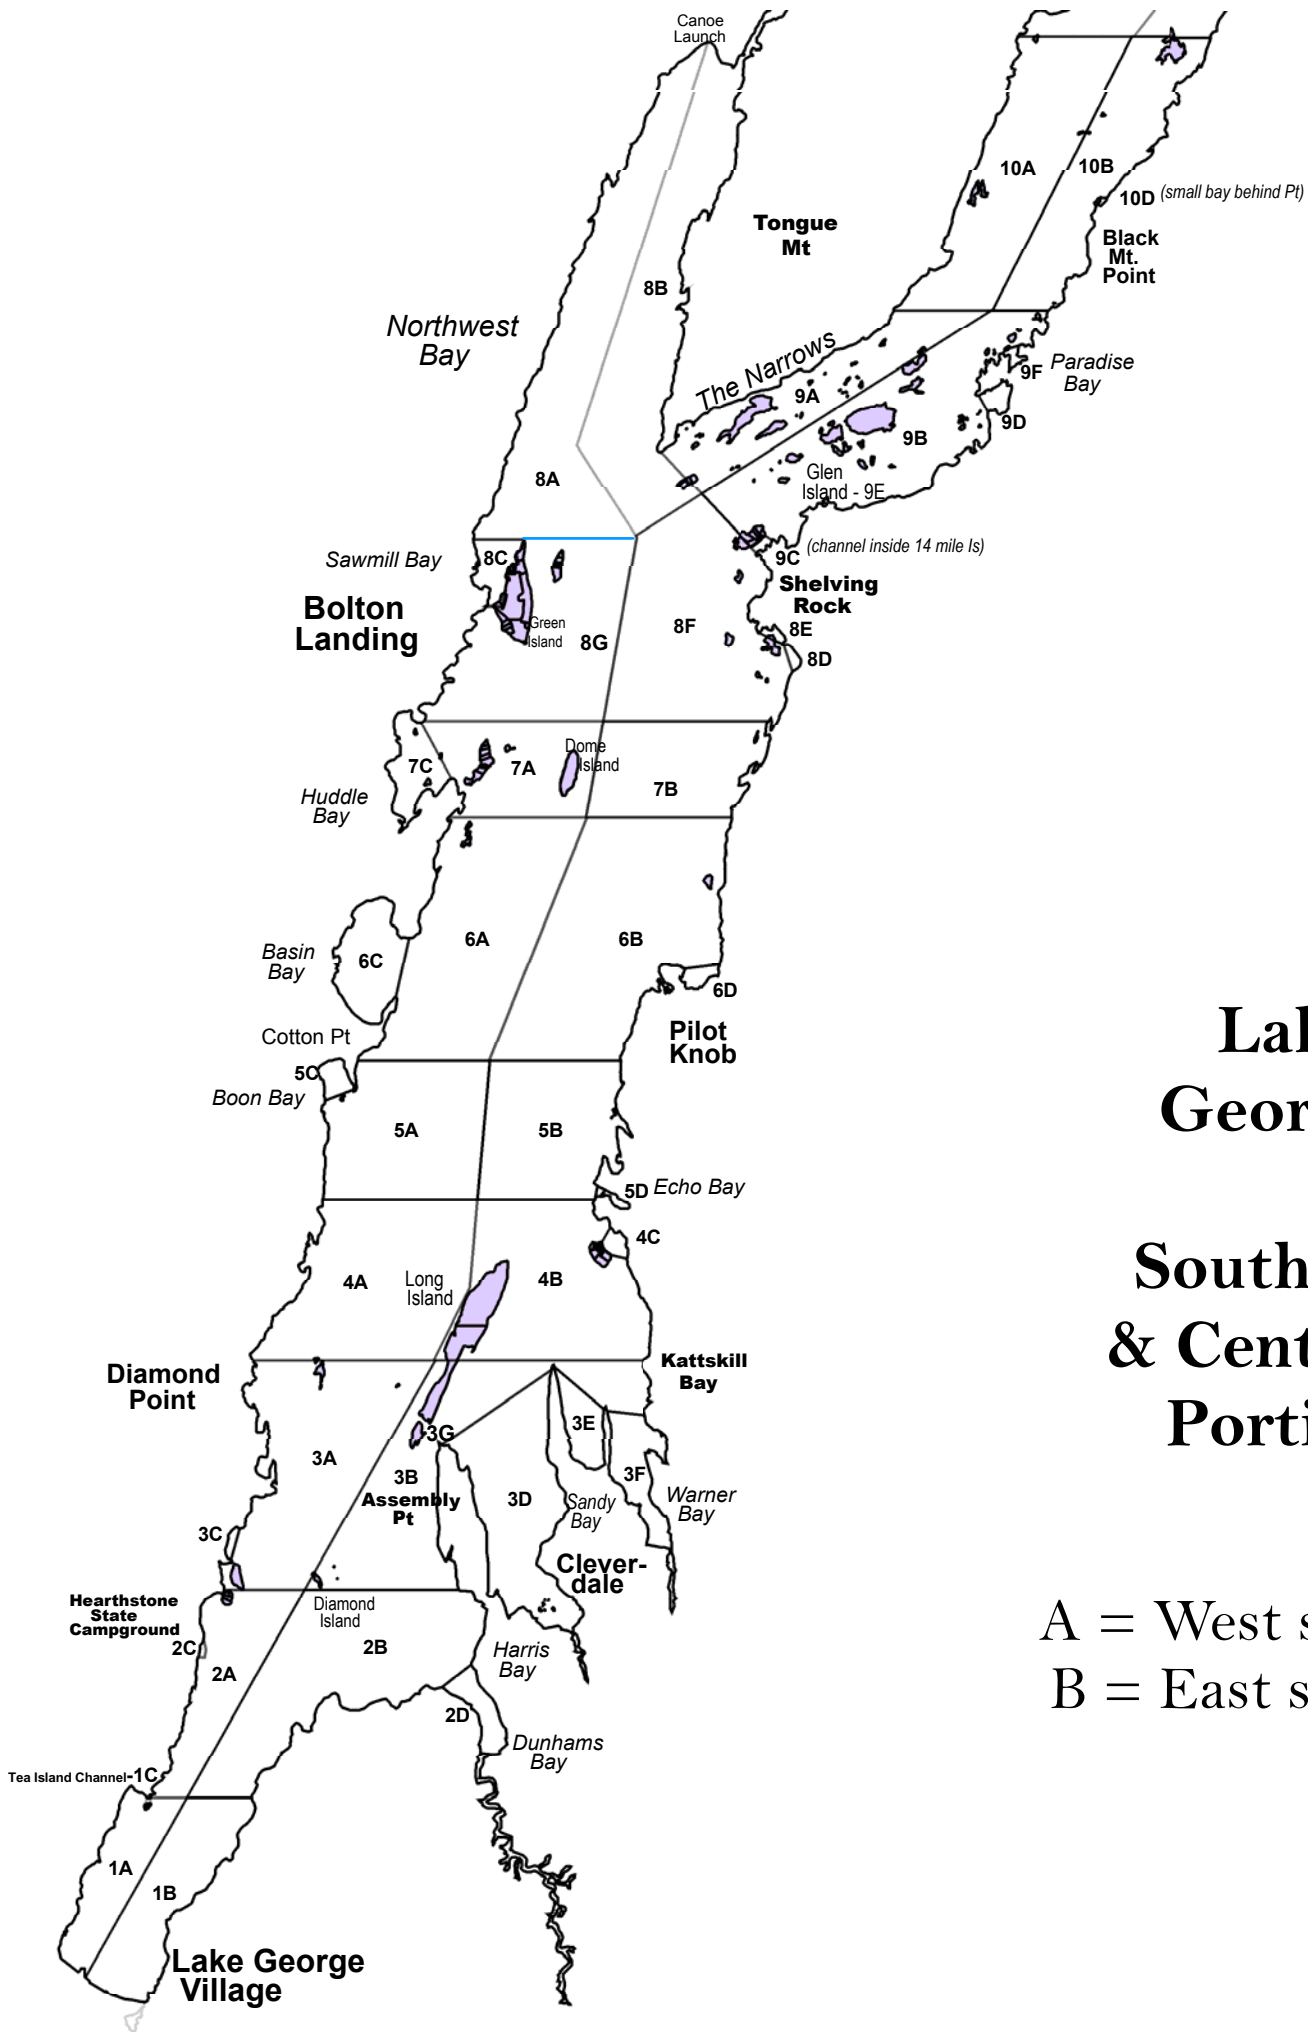 Canoe
Launch
10A
10B
10D (small bay behind Pt)
Tongue
Mt
Black
Mt.
Point
8B
Northwest
Bay
The Narrows
9A
9F
Paradise
Bay
9D
9B
Glen
Island - 9E
8A
Sawmill Bay
8C
9C
(channel inside 14 mile Is)
Shelving
Rock
Bolton
Landing
Green
Island
8G
8F
8E
8D
7C
7A
Dome
Island
7B
Huddle
Bay
6A
6B
Basin
Bay
6C
6D
Cotton Pt
Pilot
Knob
5C
Boon Bay
5A
5B
5D Echo Bay
4C
4A
Long
Island
4B
Diamond
Point
Kattskill
Bay
3G
3E
3A
3B
3F
Assembly
Pt
3D
Sandy
Bay
Warner
Bay
3C
Clever-
dale
Hearthstone
State
Campground
Diamond
Island
2C
2A
2B
Harris
Bay
2D
Dunhams
Bay
Tea Island Channel-1C
1A
1B
Lake George
Village
Lal
Geor
South
& Cent
Porti
A = West s
B = East s